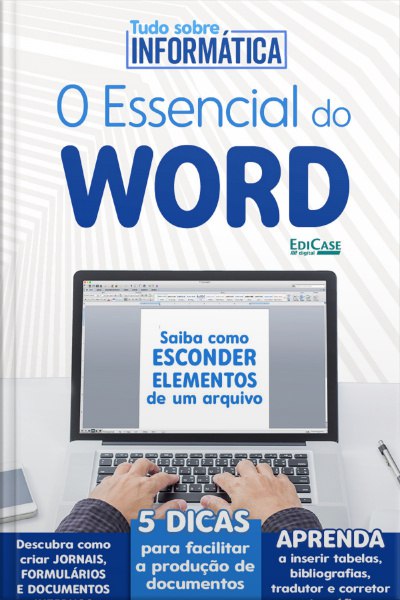 Tudo sobre
INFORMÁTICA
O Essencial do
WORD
EDICASE
digital
Saiba como
ESCONDER
ELEMENTOS
de um arquivo
Descubra como
criar JORNAIS,
FORMULÁRIOS
E DOCUMENTOS
5 DICAS
para facilitar
a produção de
documentos
APRENDA
a inserir tabelas,
bibliografias,
tradutor e corretor